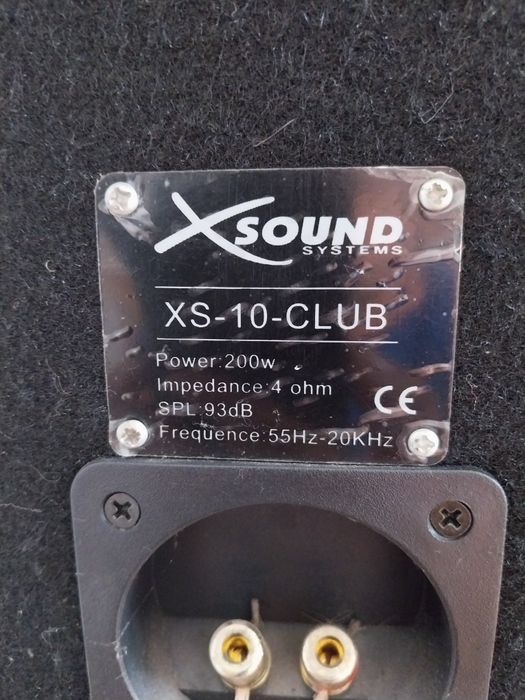 XSOUND
SYSTEMS
XS-10-CLUB
Power:200w
Impedance:4 ohm
SPL:93dB
CE
Frequence:55Hz-20KHz